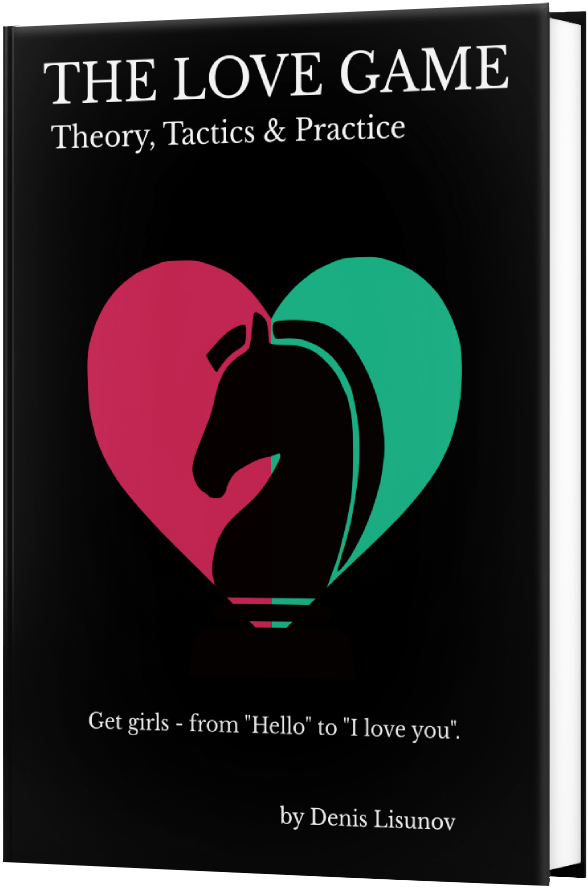 THE LOVE GAME
Theory, Tactics & Practice
Get girls - from "Hello" to "I love you".
by Denis Lisunov